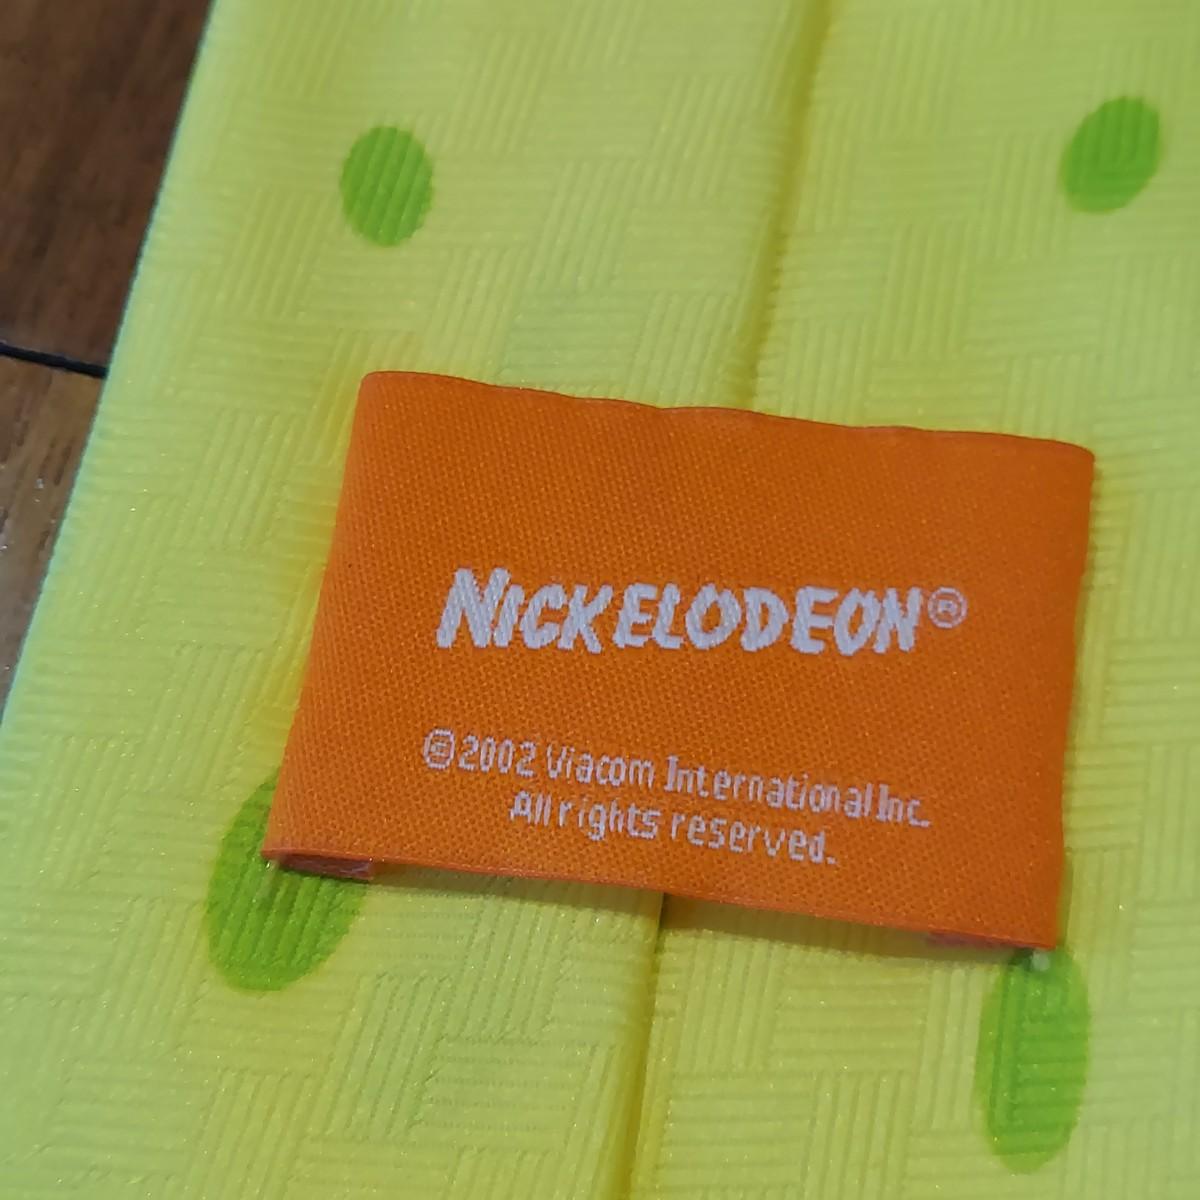 NICKELODEON®
©2002 Viacom International Inc.
All rights reserved.